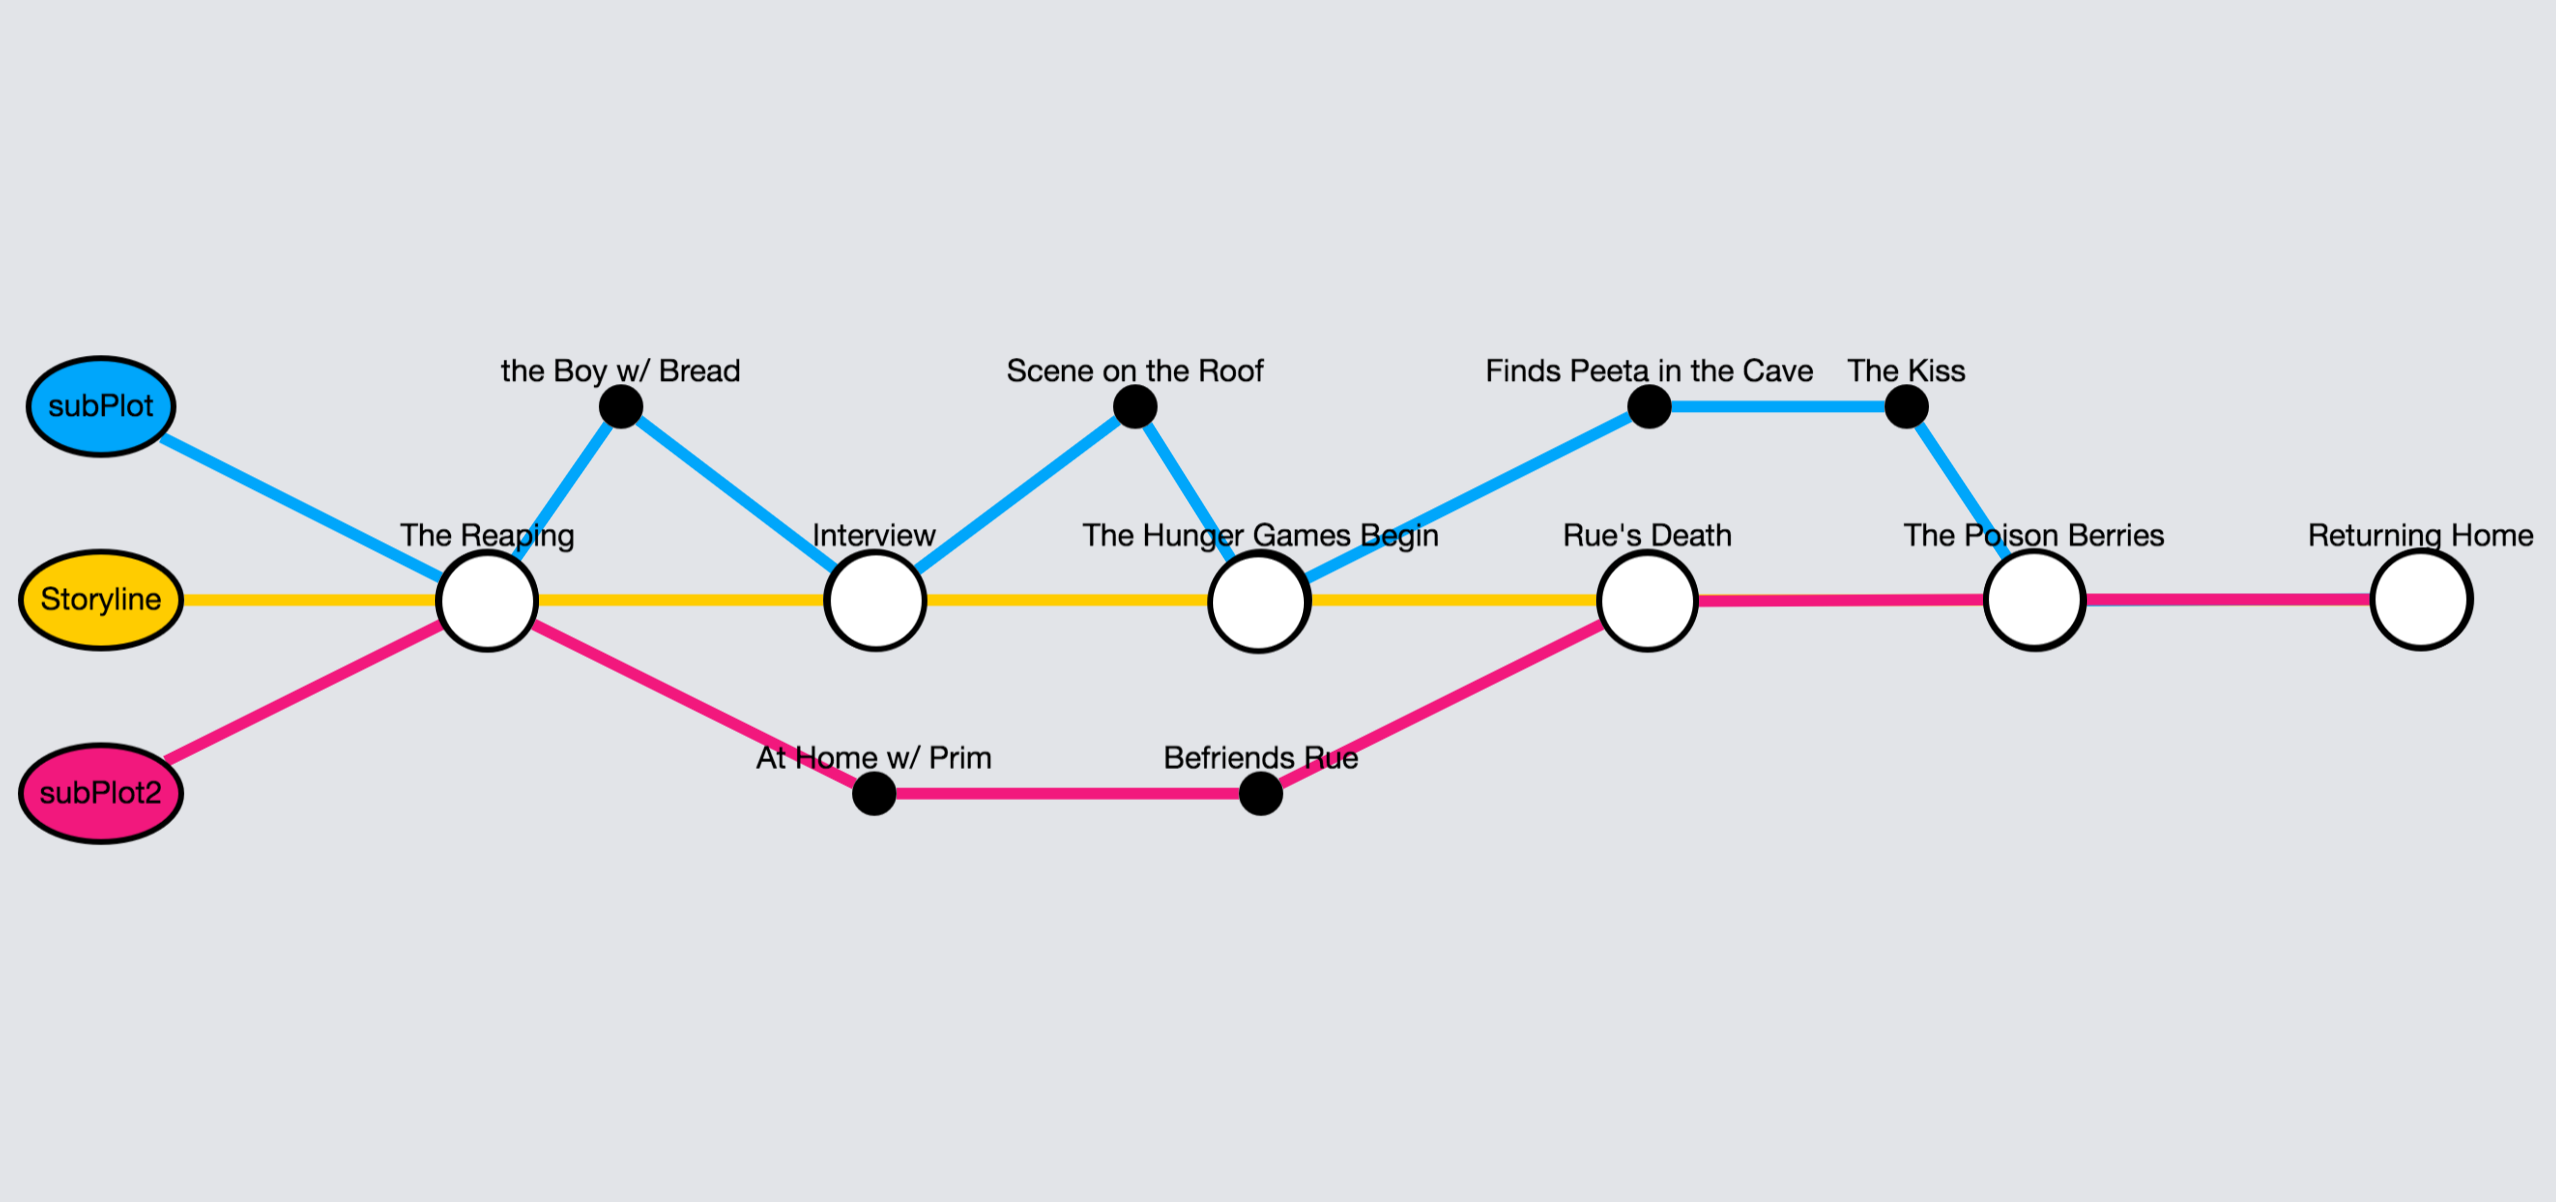 the Boy w/ Bread
Scene on the Roof
Finds Peeta in the Cave
The Kiss
subPlot
The Reaping
Interview
The Hunger Games Begin
Rue's Death
The Poison Berries
Returning Home
Storyline
At Home w/ Prim
Befriends Rue
subPlot2